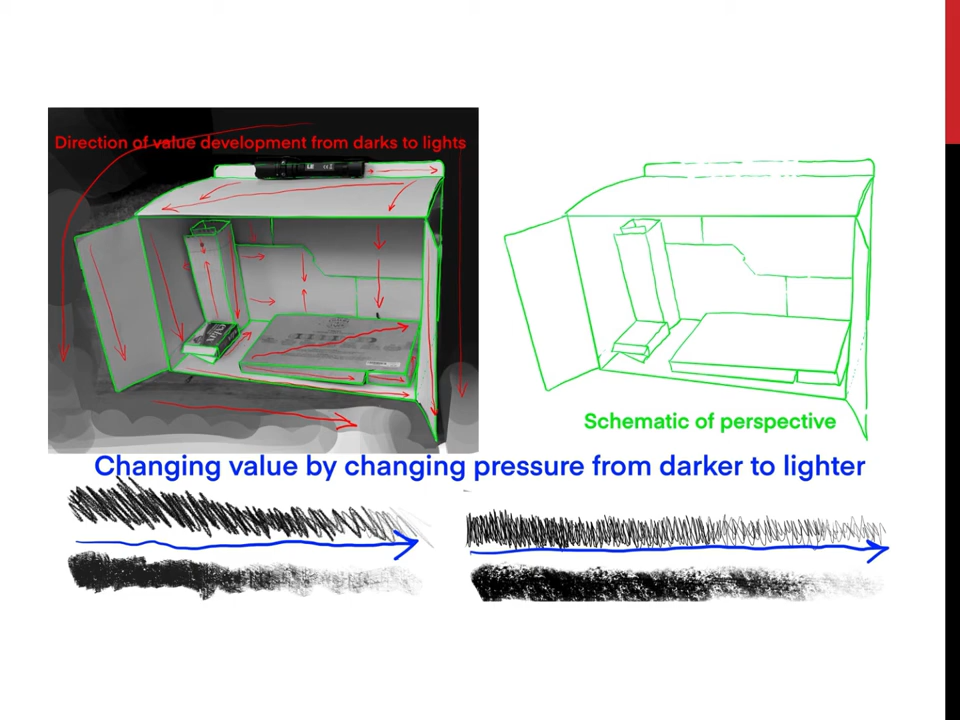 Direction of value development from darks to lights
Schematic of perspective
Changing value by changing pressure from darker to lighter